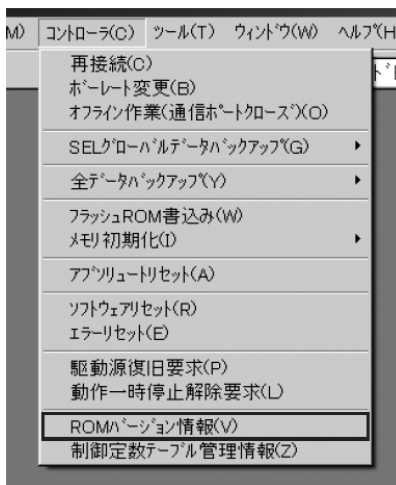 M) コントローラ(C) ツール(T) ウィンドウ(W) ヘルプ(H
再接続(C)
ボーレート変更(B)
オフライン作業(通信ポートクローズ)(O)
SELグローバルデータバックアップ(G)
全データバックアップ(Y)
フラッシュROM書込み(W)
メモリ初期化(I)
アブソリュートリセット(A)
ソフトウェアリセット(R)
エラーリセット(E)
駆動源復旧要求(P)
動作一時停止解除要求(L)
ROMバージョン情報(V)
制御定数テーブル管理情報(Z)